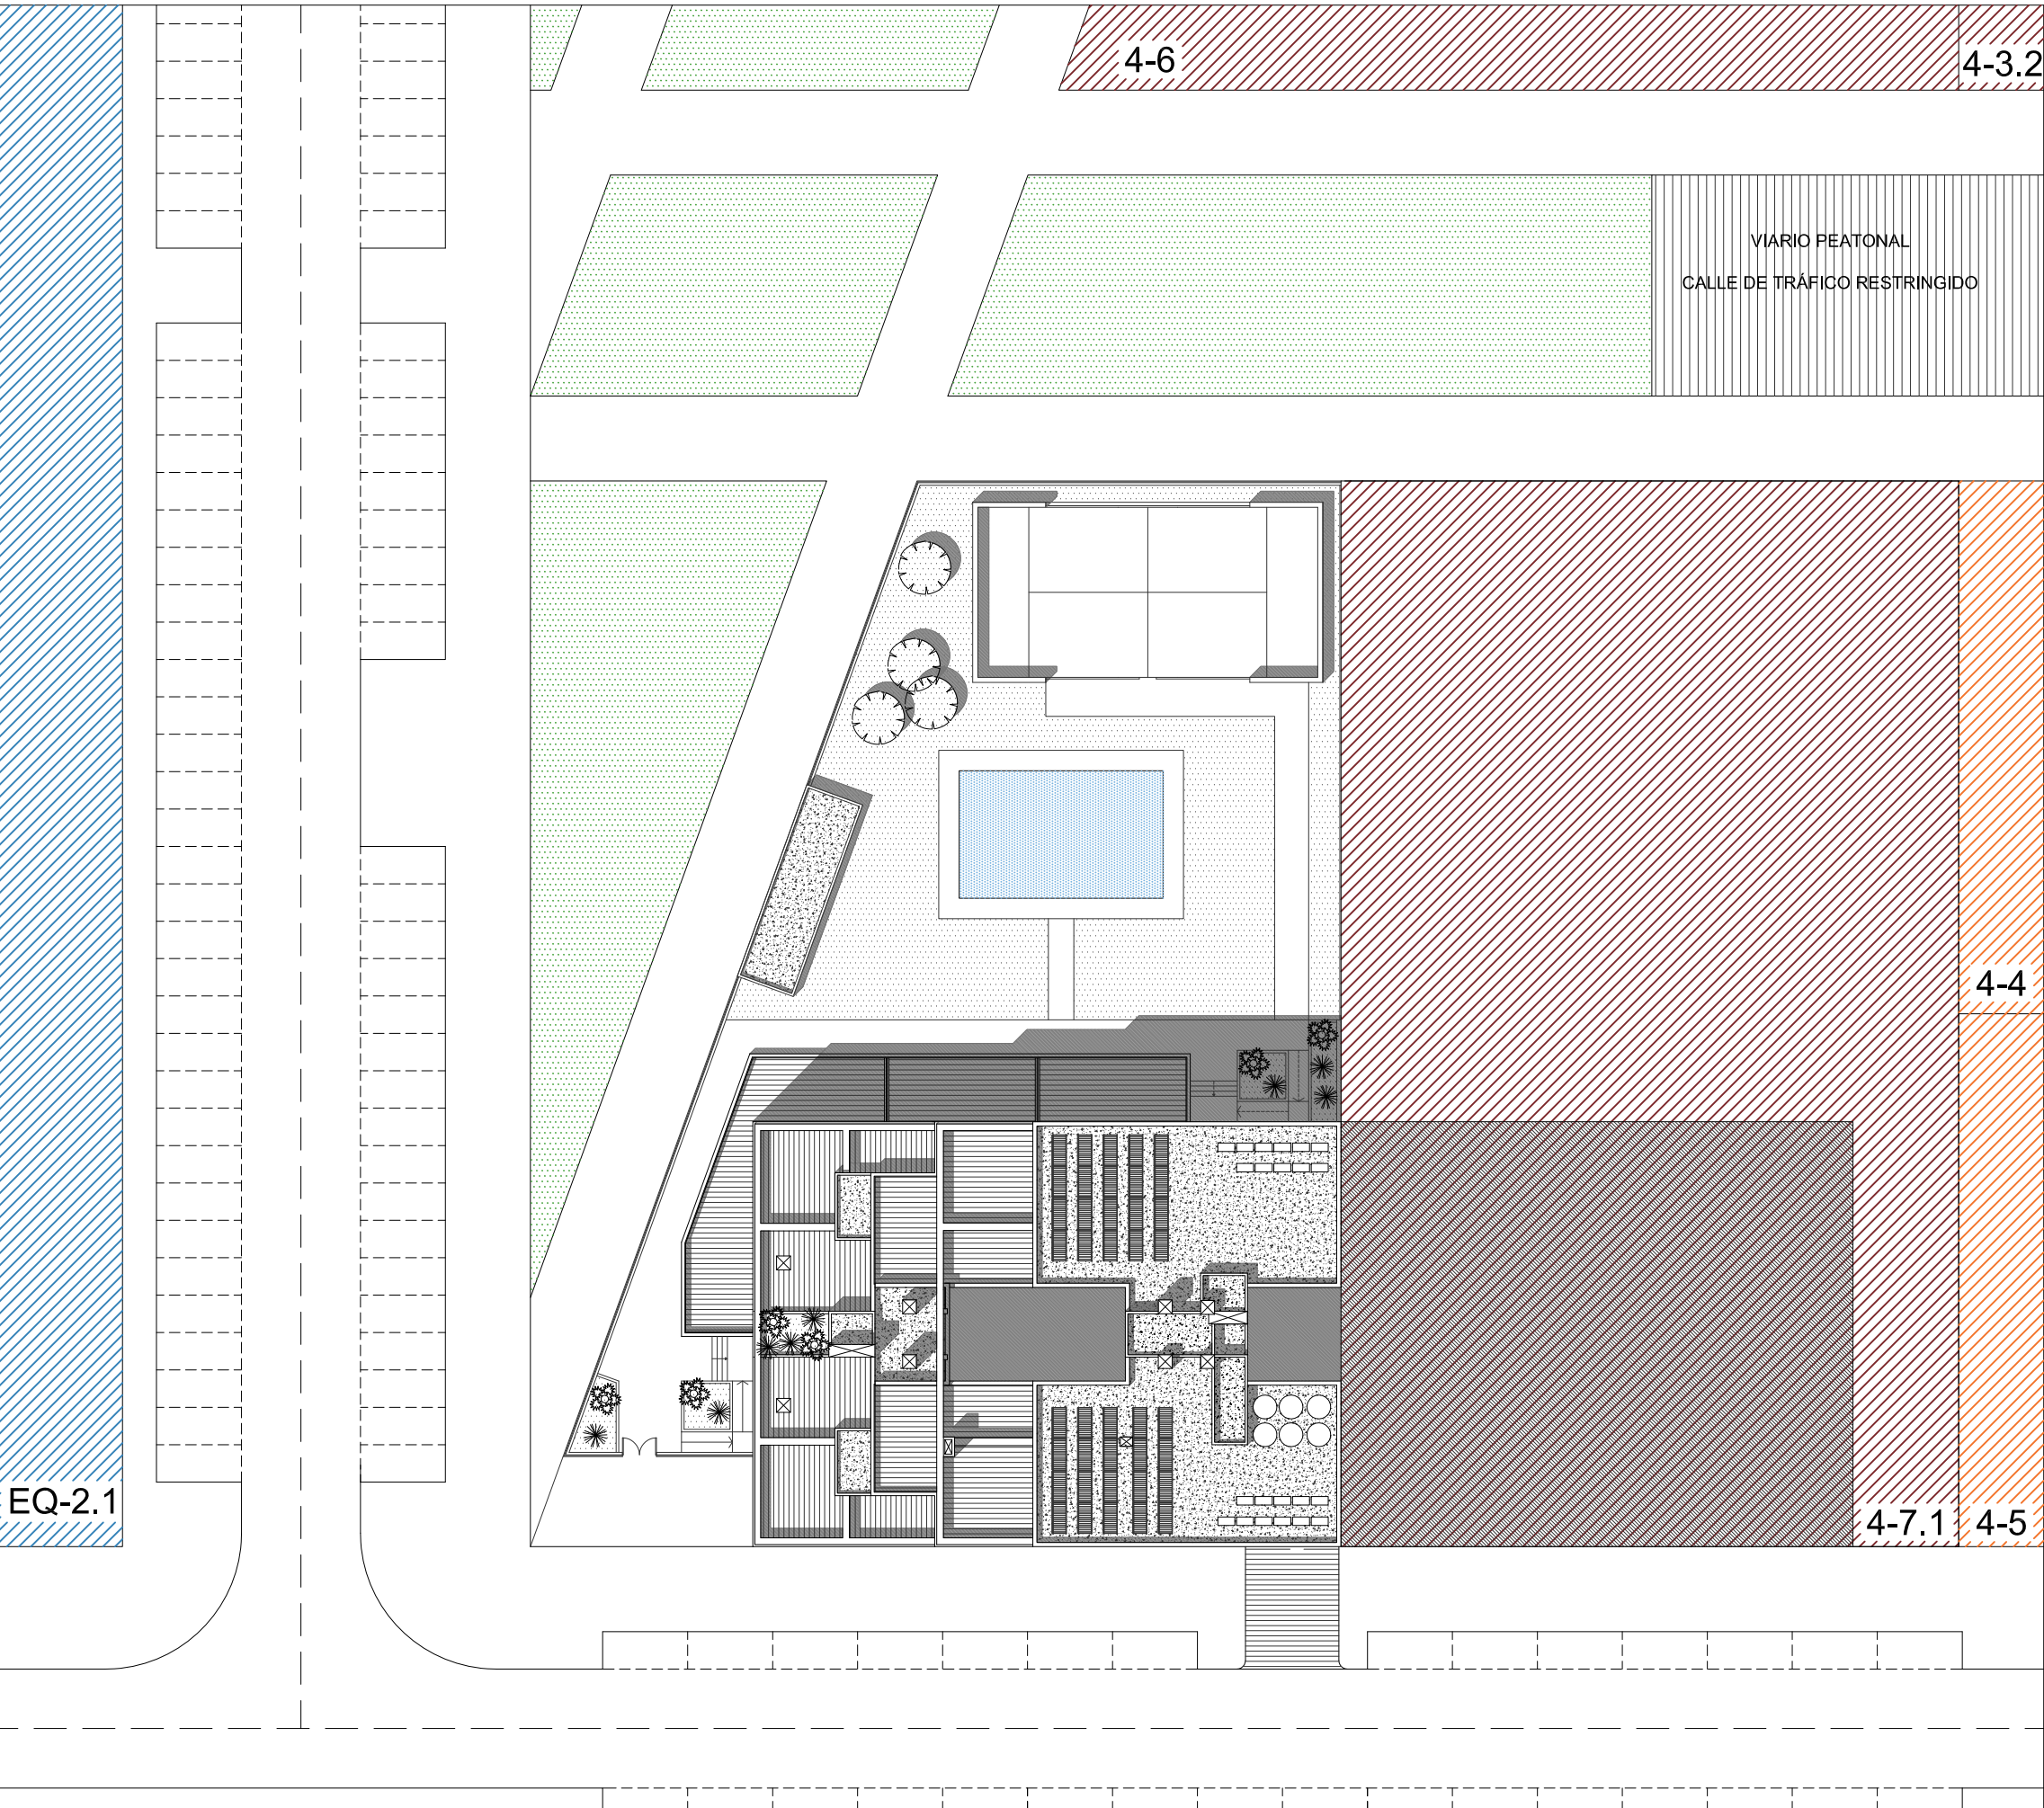 4-6
4-3.2
VIARIO PEATONAL
CALLE DE TRÁFICO RESTRINGIDO
4-4
EQ-2.1
4-7.1
4-5